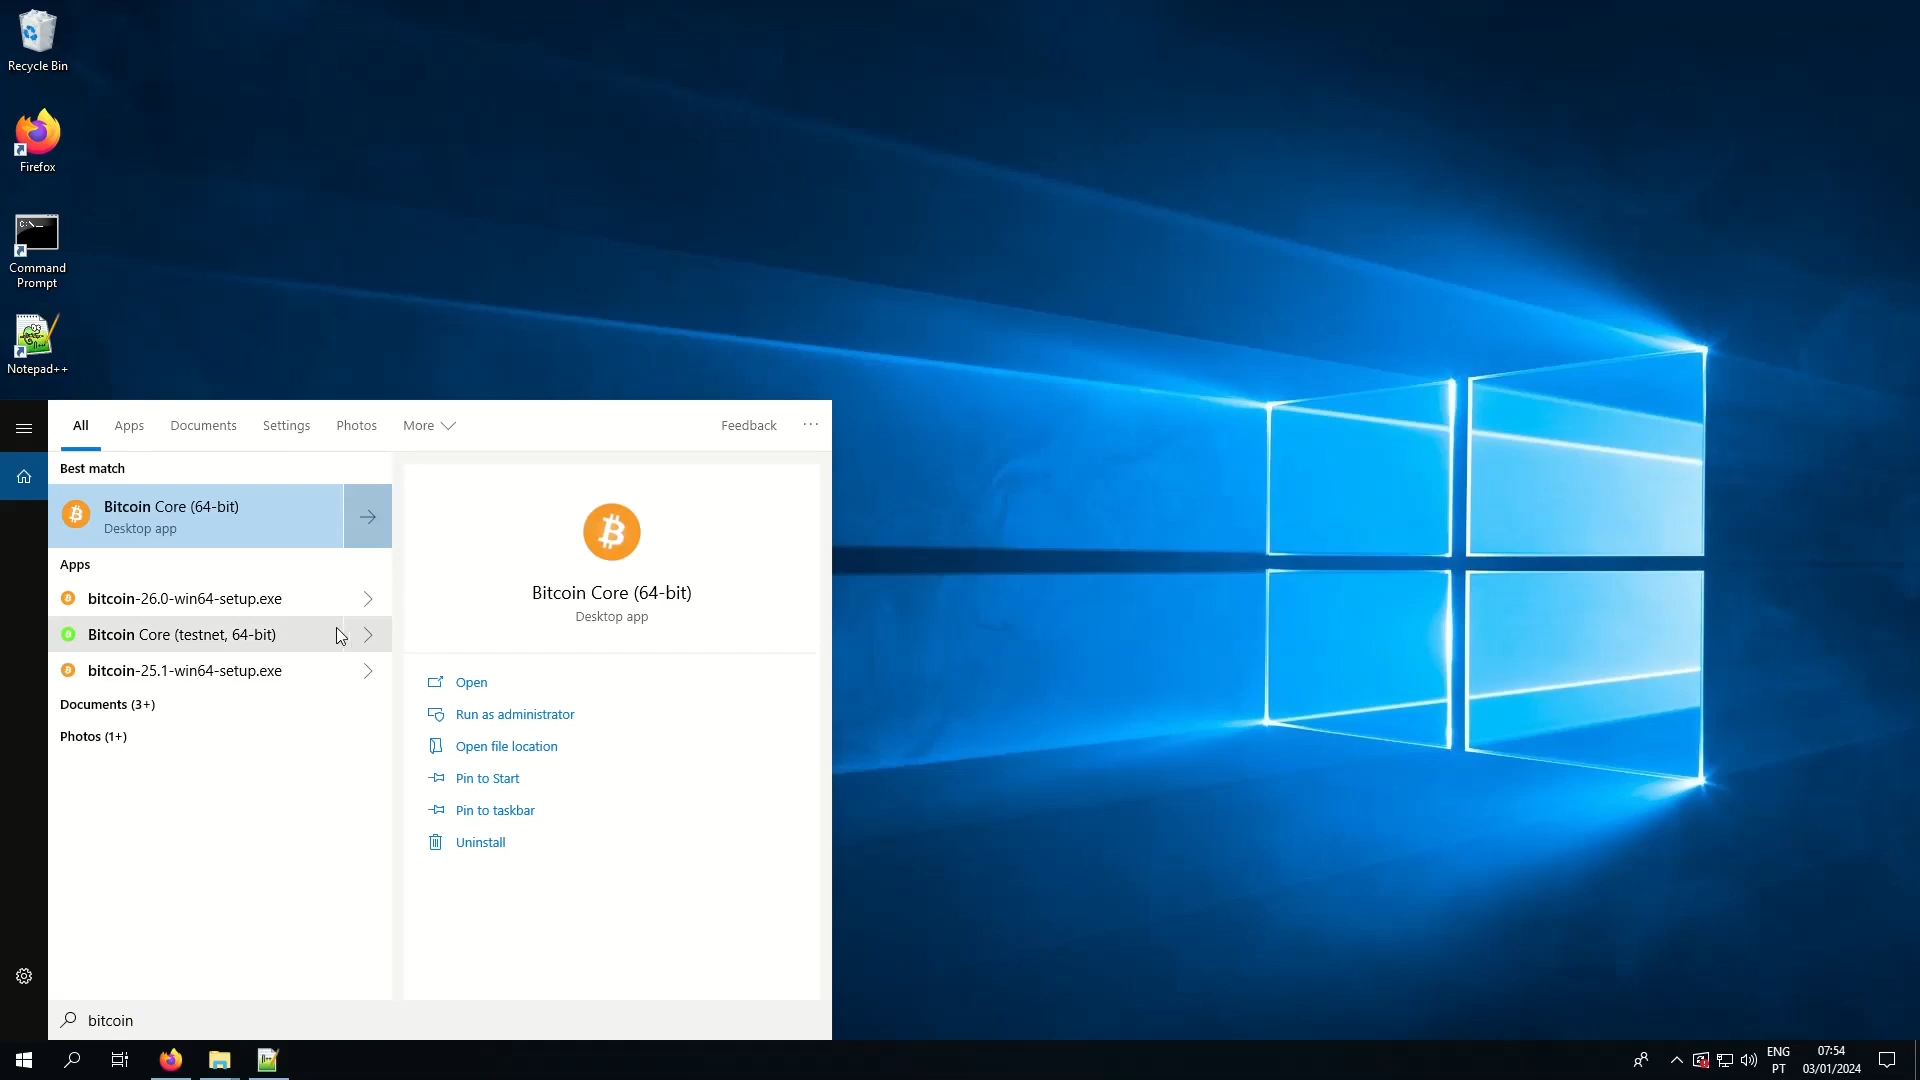 Recycle Bin
Firefox
Command
Prompt
Notepad++
All
Apps
Documents
Settings
Photos
More
Feedback
Best match
Bitcoin Core (64-bit)
Desktop app
Apps
bitcoin-26.0-win64-setup.exe
Bitcoin Core (testnet, 64-bit)
bitcoin-25.1-win64-setup.exe
Documents (3+)
Photos (1+)
Bitcoin Core (64-bit)
Desktop app
Open
Run as administrator
Open file location
Pin to Start
Pin to taskbar
Uninstall
bitcoin
ENG
PT
07:54
03/01/2024